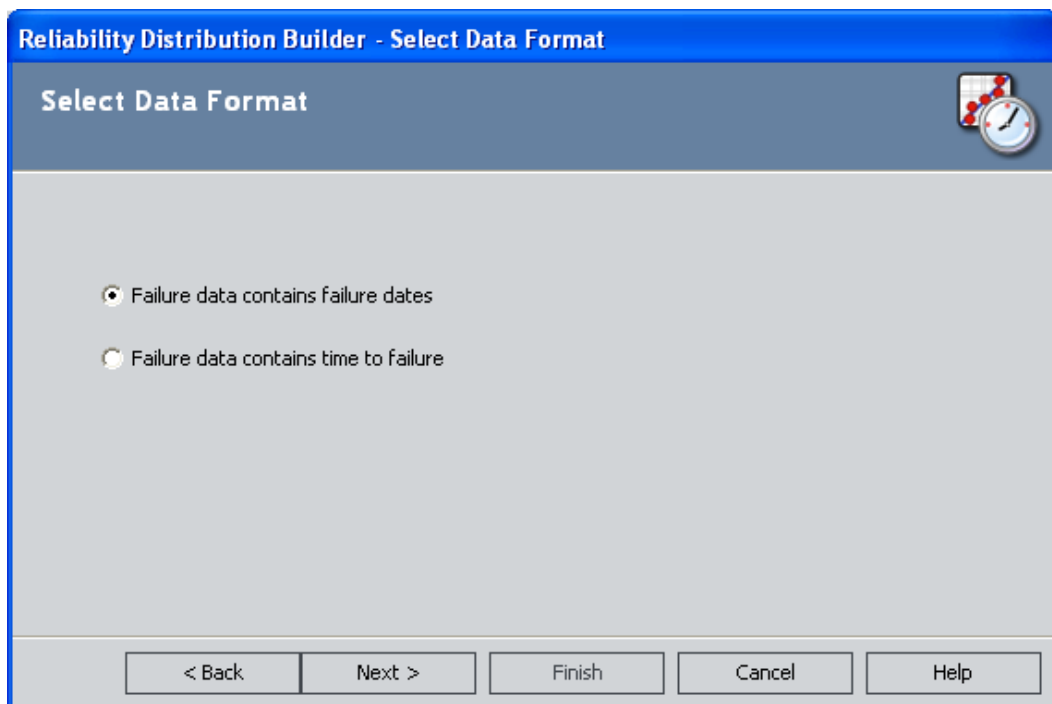 Reliability Distribution Builder - Select Data Format
Select Data Format
Failure data contains failure dates
Failure data contains time to failure
< Back Next > Finish Cancel Help